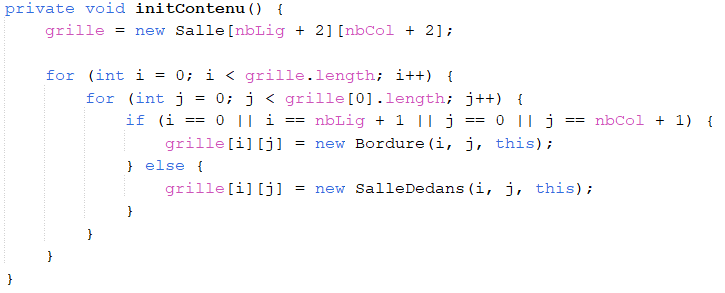 private void initContenu() {
    grille = new Salle[nbLig + 2][nbCol + 2];

    for (int i = 0; i < grille.length; i++) {
        for (int j = 0; j < grille[0].length; j++) {
            if (i == 0 || i == nbLig + 1 || j == 0 || j == nbCol + 1) {
                grille[i][j] = new Bordure(i, j, this);
            } else {
                grille[i][j] = new SalleDedans(i, j, this);
            }
        }
    }
}